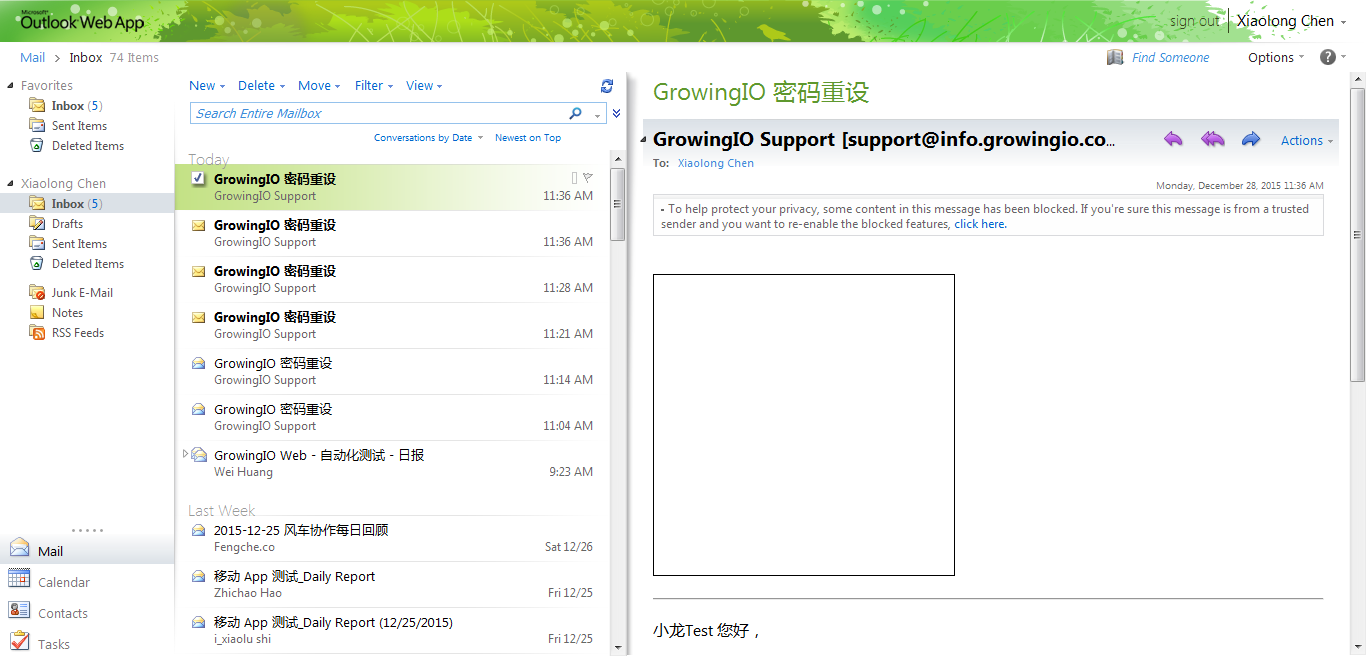 Microsoft
Outlook Web App
sign out
Xiaolong Chen
Mail > Inbox 74 Items
Find Someone
Options
?
Favorites
Inbox (5)
Sent Items
Deleted Items
Xiaolong Chen
Inbox (5)
Drafts
Sent Items
Deleted Items
Junk E-Mail
Notes
RSS Feeds
Mail
Calendar
Contacts
Tasks
New Delete Move Filter View
Search Entire Mailbox
Conversations by Date Newest on Top
Today
GrowingIO 密码重设
GrowingIO Support 11:36 AM
GrowingIO 密码重设
GrowingIO Support 11:36 AM
GrowingIO 密码重设
GrowingIO Support 11:28 AM
GrowingIO 密码重设
GrowingIO Support 11:21 AM
GrowingIO 密码重设
GrowingIO Support 11:14 AM
GrowingIO 密码重设
GrowingIO Support 11:04 AM
GrowingIO Web - 自动化测试 - 日报
Wei Huang 9:23 AM
Last Week
2015-12-25 风车协作每日回顾
Fengche.co Sat 12/26
移动 App 测试_Daily Report
Zhichao Hao Fri 12/25
移动 App 测试_Daily Report (12/25/2015)
i_xiaolu shi Fri 12/25
GrowingIO 密码重设
GrowingIO Support [support@info.growingio.co...
Actions
To: Xiaolong Chen
Monday, December 28, 2015 11:36 AM
- To help protect your privacy, some content in this message has been blocked. If you're sure this message is from a trusted
sender and you want to re-enable the blocked features, click here.
小龙Test 您好，